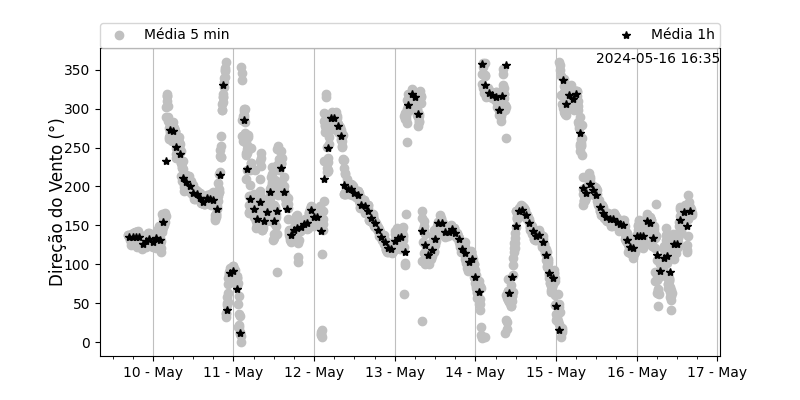 Média 5 min
Média 1h
2024-05-16 16:35
Direção do Vento (°)
350
300
250
200
150
100
50
0
10 - May
11 - May
12 - May
13 - May
14 - May
15 - May
16 - May
17 - May